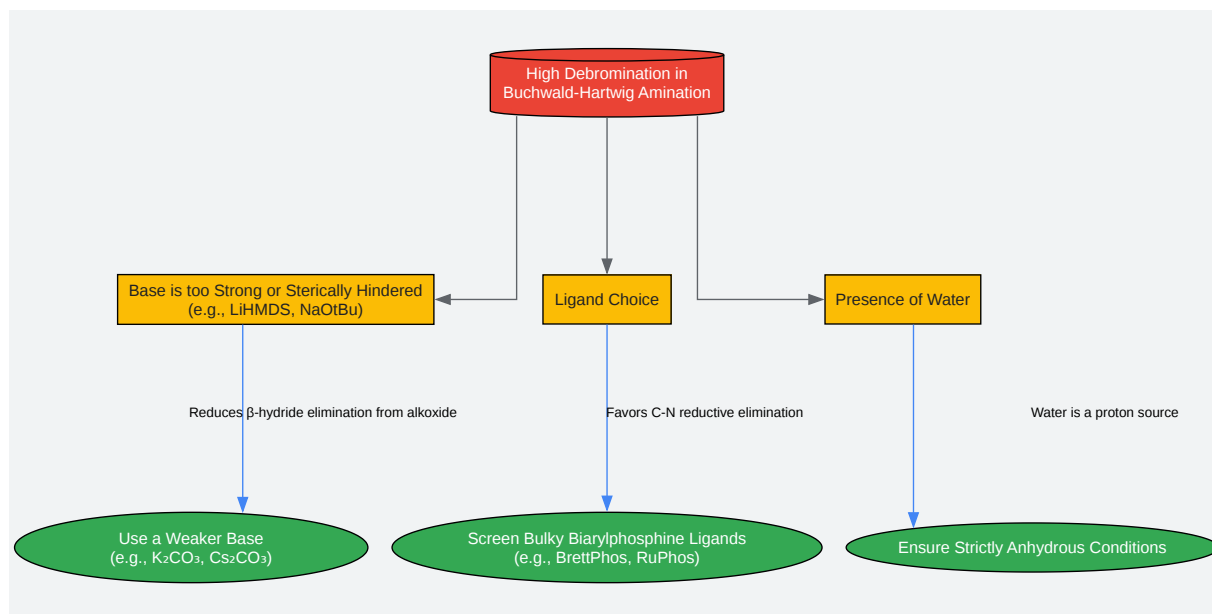 High Debromination in
Buchwald-Hartwig Amination
Base is too Strong or Sterically Hindered
(e.g., LiHMDS, NaOtBu)
Ligand Choice
Presence of Water
Reduces β-hydride elimination from alkoxide
Favors C-N reductive elimination
Water is a proton source
Use a Weaker Base
(e.g., K₂CO₃, Cs₂CO₃)
Screen Bulky Biarylphosphine Ligands
(e.g., BrettPhos, RuPhos)
Ensure Strictly Anhydrous Conditions